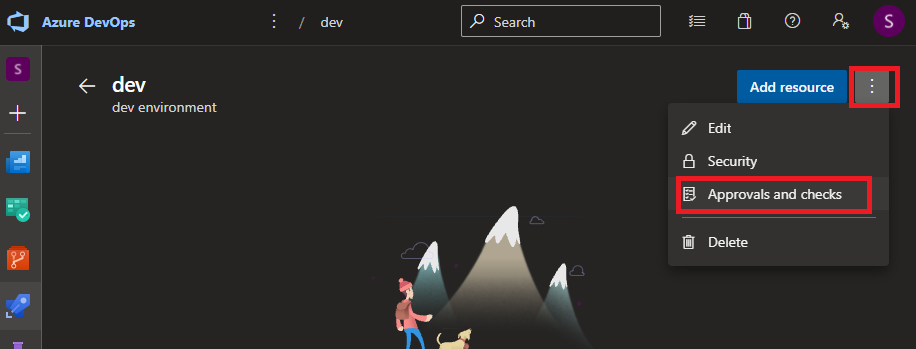 Azure DevOps / dev Search S
S
dev
dev environment
Add resource
Edit
Security
Approvals and checks
Delete